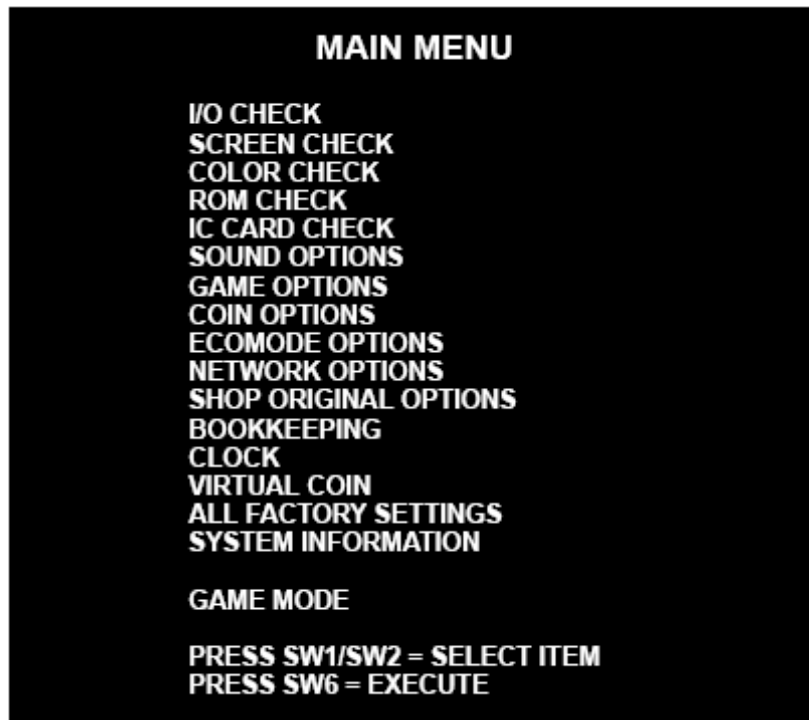 MAIN MENU
I/O CHECK
SCREEN CHECK
COLOR CHECK
ROM CHECK
IC CARD CHECK
SOUND OPTIONS
GAME OPTIONS
COIN OPTIONS
ECOMODE OPTIONS
NETWORK OPTIONS
SHOP ORIGINAL OPTIONS
BOOKKEEPING
CLOCK
VIRTUAL COIN
ALL FACTORY SETTINGS
SYSTEM INFORMATION
GAME MODE
PRESS SW1/SW2 = SELECT ITEM
PRESS SW6 = EXECUTE